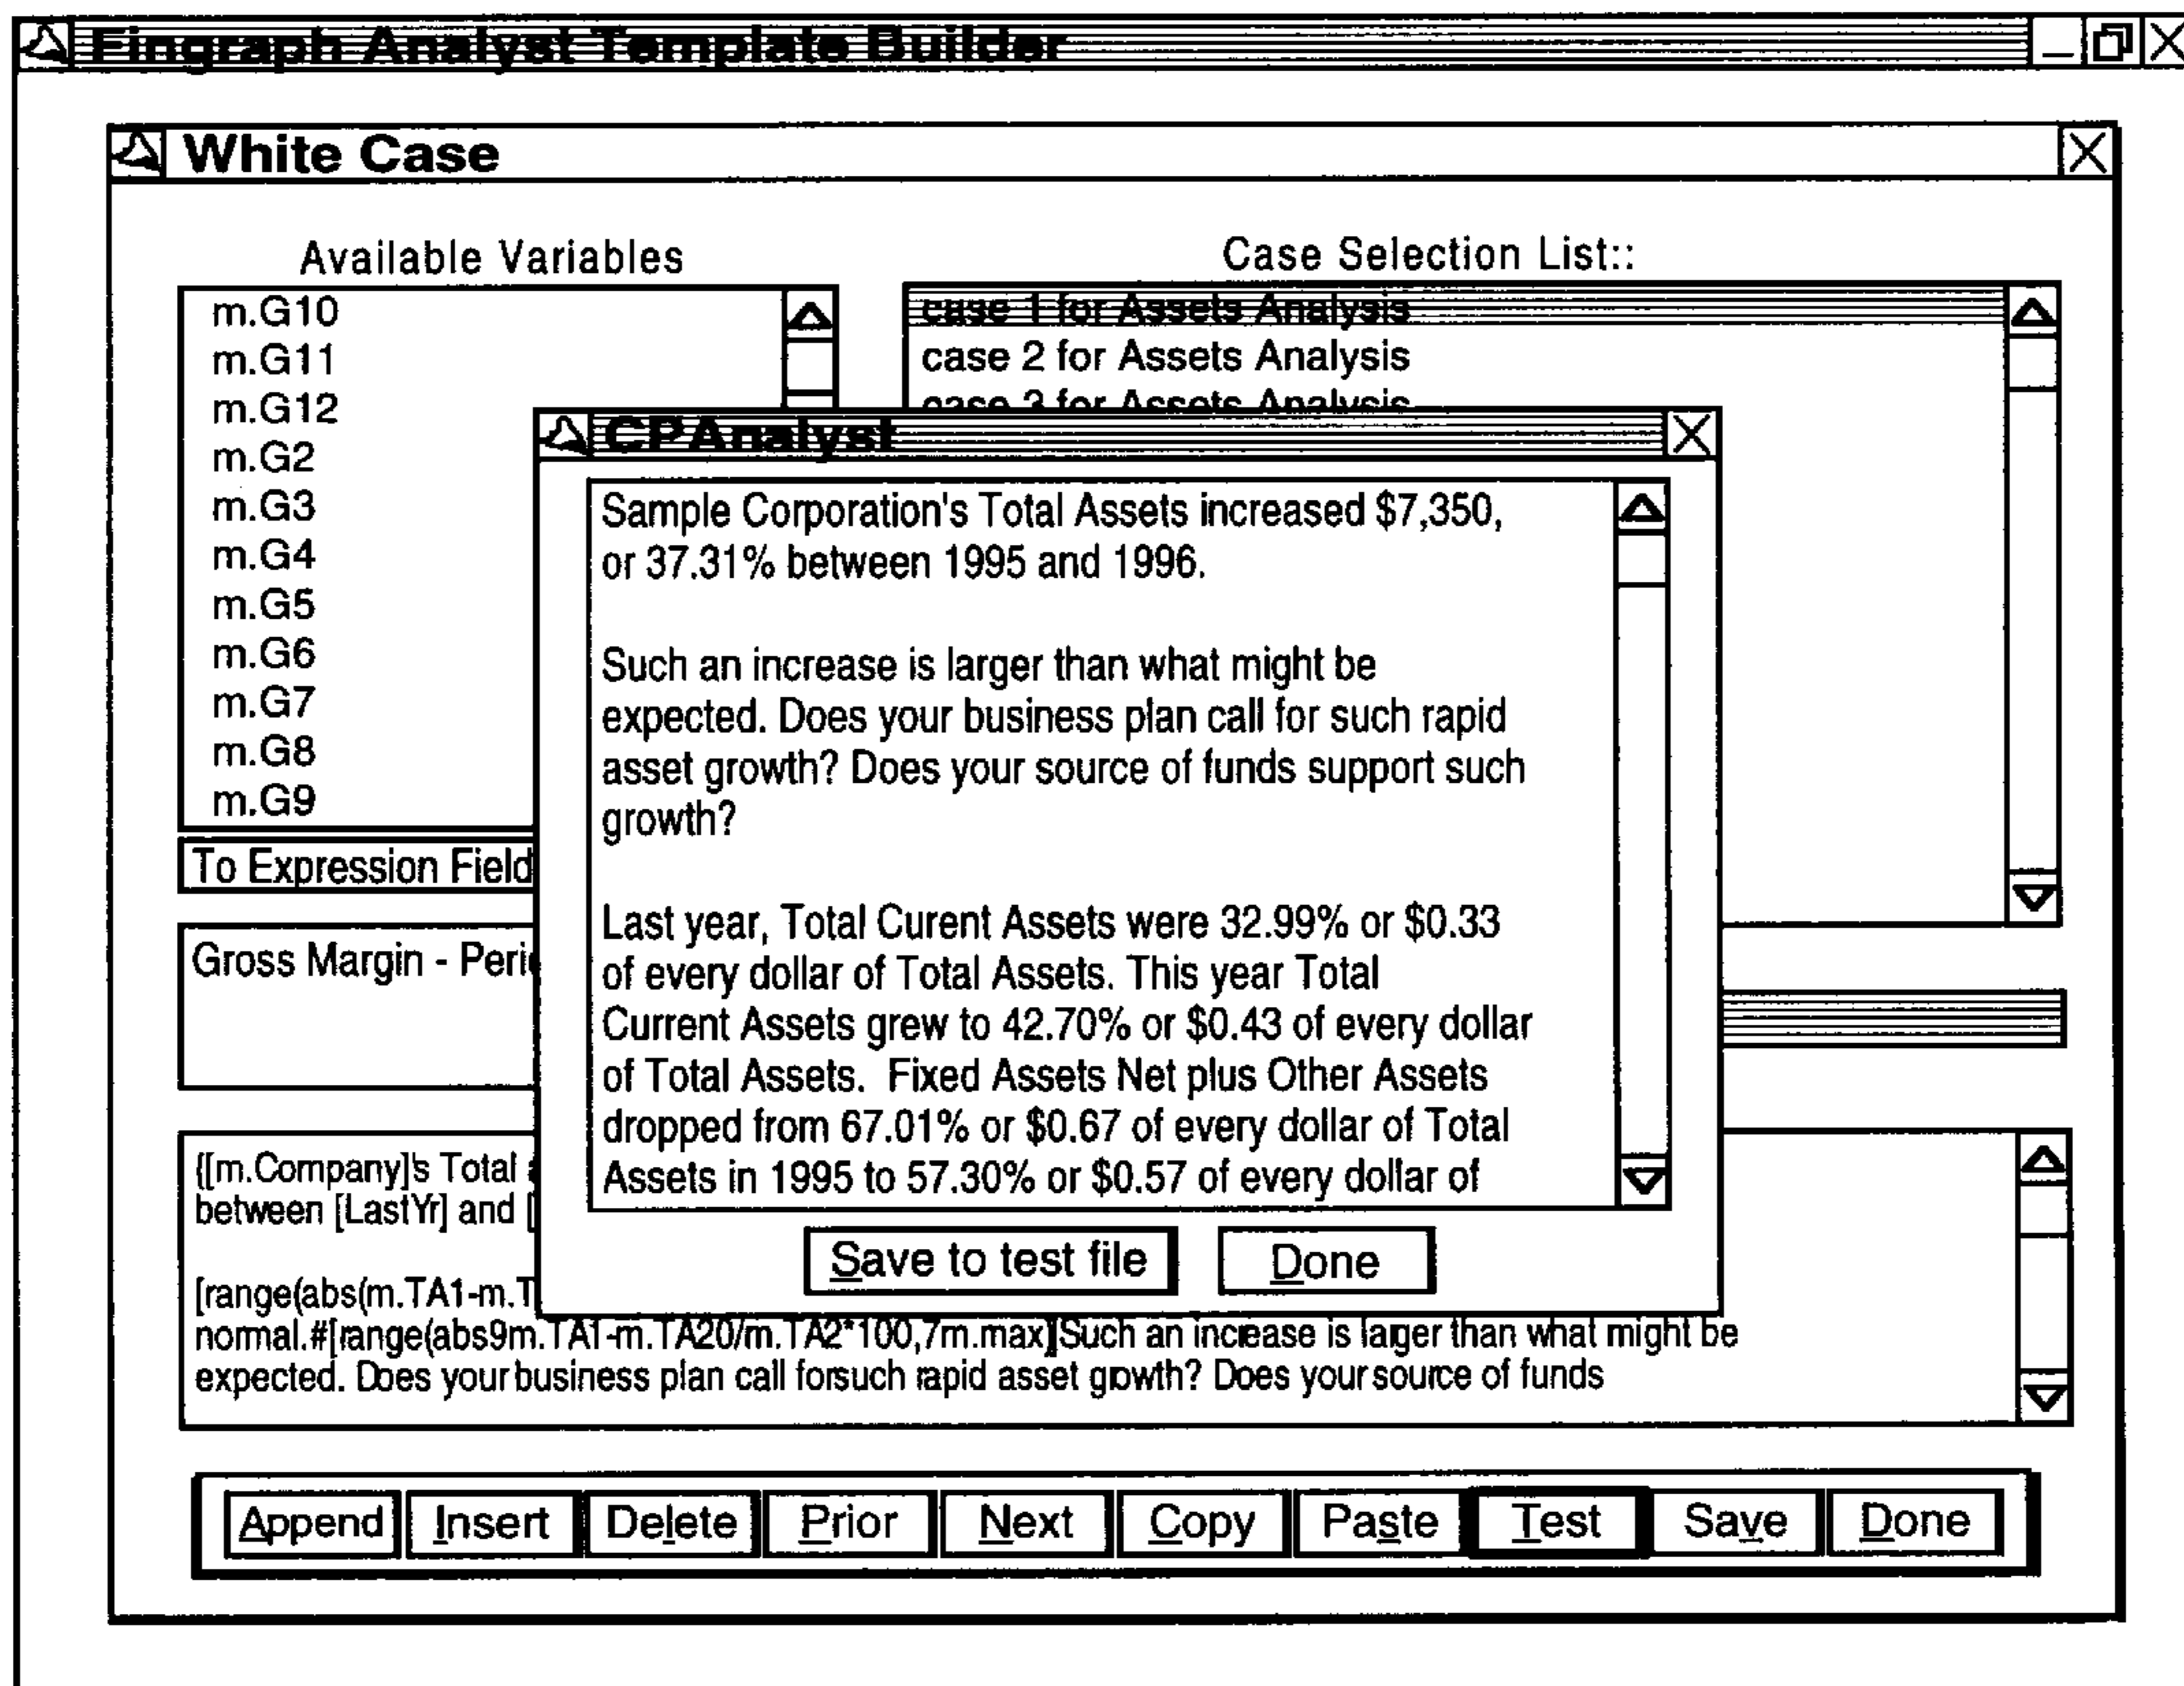 Fingraph Analyst Template Builder
White Case
Available Variables
m.G10
m.G11
m.G12
m.G2
m.G3
m.G4
m.G5
m.G6
m.G7
m.G8
m.G9
To Expression Field
Gross Margin - Peri
Case Selection List::
case 1 for Assets Analysis
case 2 for Assets Analysis
case 3 for Assets Analysis
CPAnalyst
Sample Corporation's Total Assets increased $7,350,
or 37.31% between 1995 and 1996.
Such an increase is larger than what might be
expected. Does your business plan call for such rapid
asset growth? Does your source of funds support such
growth?
Last year, Total Curent Assets were 32.99% or $0.33
of every dollar of Total Assets. This year Total
Current Assets grew to 42.70% or $0.43 of every dollar
of Total Assets. Fixed Assets Net plus Other Assets
dropped from 67.01% or $0.67 of every dollar of Total
Assets in 1995 to 57.30% or $0.57 of every dollar of
Save to test file
Done
{[m.Company]'s Total
between [LastYr] and [
[range(abs(m.TA1-m.T
normal.#[range(abs9m.TA1-m.TA20/m.TA2*100,7m.max]Such an increase is larger than what might be
expected. Does your business plan call for such rapid asset growth? Does your source of funds
Append Insert Delete Prior Next Copy Paste Test Save Done